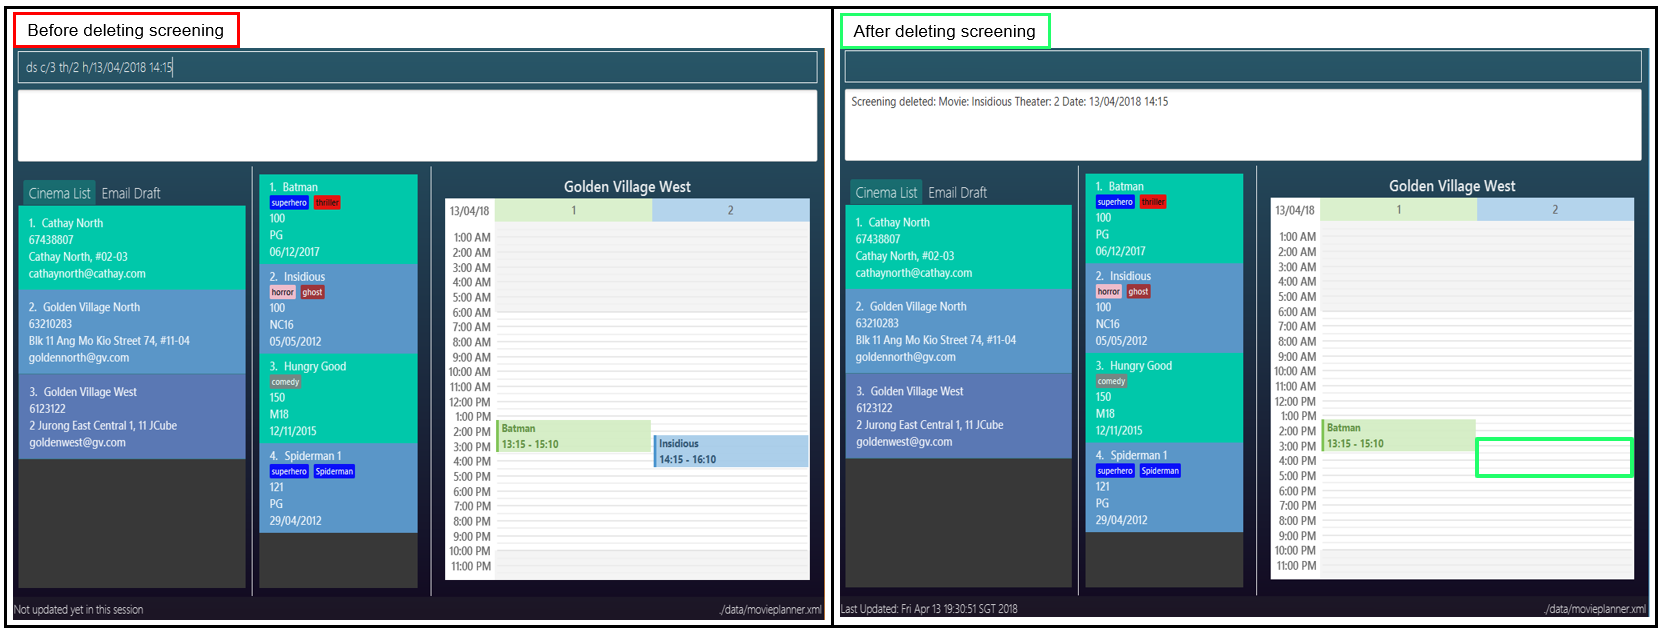 Before deleting screening
ds c/3 th/2 h/13/04/2018 14:15
Cinema List Email Draft
1. Cathay North
67438807
Cathay North, #02-03
cathaynorth@cathay.com
2. Golden Village North
63210283
Blk 11 Ang Mo Kio Street 74, #11-04
goldennorth@gv.com
3. Golden Village West
6123122
2 Jurong East Central 1, 11 JCube
goldenwest@gv.com
1. Batman
superhero thriller
100
PG
06/12/2017
2. Insidious
horror ghost
100
NC16
05/05/2012
3. Hungry Good
comedy
150
M18
12/11/2015
4. Spiderman 1
superhero Spiderman
121
PG
29/04/2012
Golden Village West
13/04/18 1 2
1:00 AM
2:00 AM
3:00 AM
4:00 AM
5:00 AM
6:00 AM
7:00 AM
8:00 AM
9:00 AM
10:00 AM
11:00 AM
12:00 PM
1:00 PM
2:00 PM
3:00 PM
4:00 PM
5:00 PM
6:00 PM
7:00 PM
8:00 PM
9:00 PM
10:00 PM
11:00 PM
Batman
13:15 - 15:10
Insidious
14:15 - 16:10
Not updated yet in this session
./data/movieplanner.xml
After deleting screening
Screening deleted: Movie: Insidious Theater: 2 Date: 13/04/2018 14:15
Cinema List Email Draft
1. Cathay North
67438807
Cathay North, #02-03
cathaynorth@cathay.com
2. Golden Village North
63210283
Blk 11 Ang Mo Kio Street 74, #11-04
goldennorth@gv.com
3. Golden Village West
6123122
2 Jurong East Central 1, 11 JCube
goldenwest@gv.com
1. Batman
superhero thriller
100
PG
06/12/2017
2. Insidious
horror ghost
100
NC16
05/05/2012
3. Hungry Good
comedy
150
M18
12/11/2015
4. Spiderman 1
superhero Spiderman
121
PG
29/04/2012
Golden Village West
13/04/18 1 2
1:00 AM
2:00 AM
3:00 AM
4:00 AM
5:00 AM
6:00 AM
7:00 AM
8:00 AM
9:00 AM
10:00 AM
11:00 AM
12:00 PM
1:00 PM
2:00 PM
3:00 PM
4:00 PM
5:00 PM
6:00 PM
7:00 PM
8:00 PM
9:00 PM
10:00 PM
11:00 PM
Batman
13:15 - 15:10
Last Updated: Fri Apr 13 19:30:51 SGT 2018
./data/movieplanner.xml